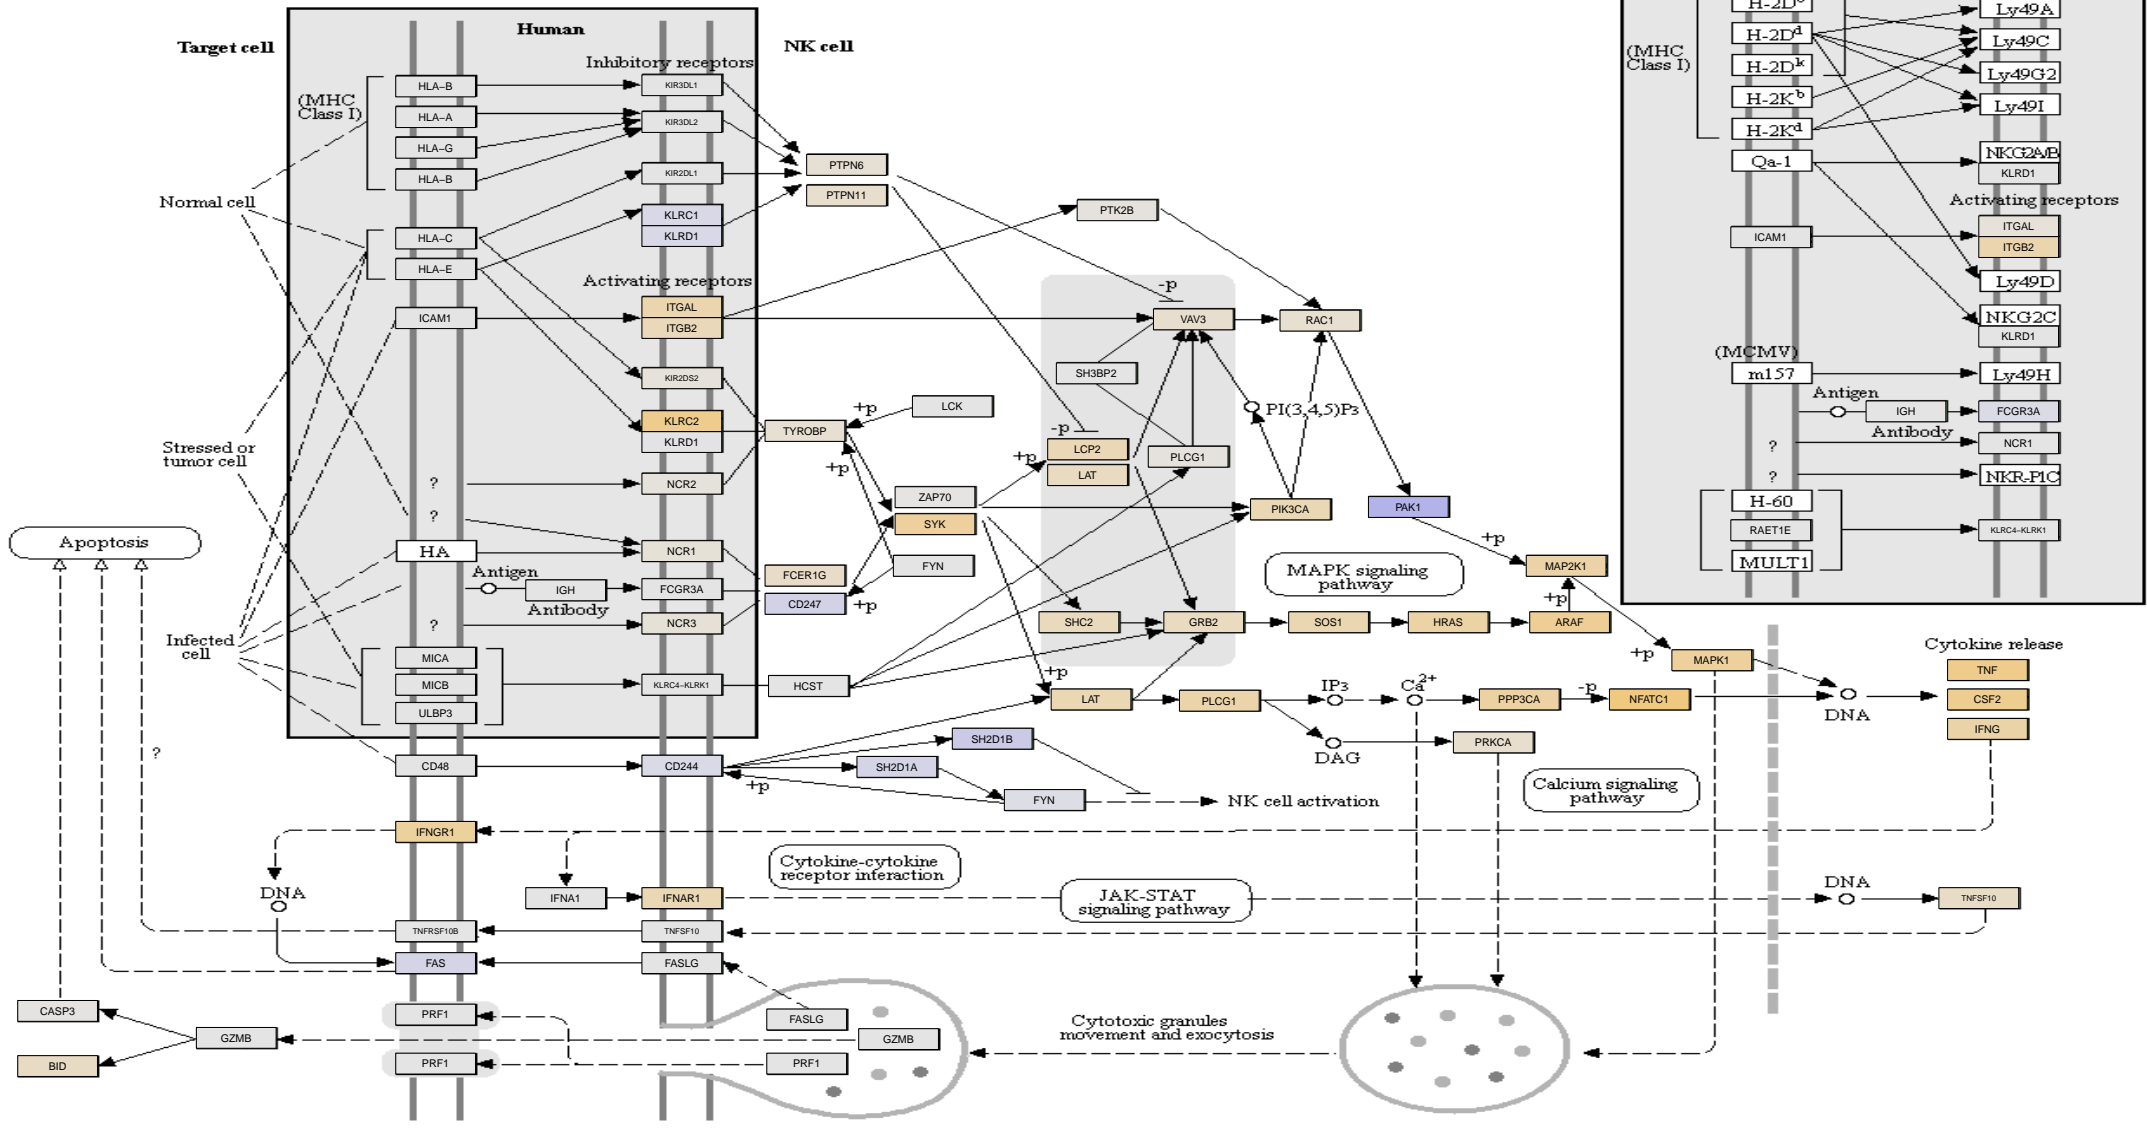 Target cell
Human
NK cell
Inhibitory receptors
(MHC
Class I)
HLA−B
HLA−A
HLA−G
HLA−B
KIR3DL1
KIR3DL2
KIR2DL1
KLRC1
KLRD1
PTPN6
PTPN11
Normal cell
HLA−C
HLA−E
ICAM1
Activating receptors
ITGAL
ITGB2
KIR2DS2
KLRC2
KLRD1
NCR2
PTK2B
-p
VAV3
RAC1
SH3BP2
PI(3,4,5)P3
LCK
+p
TYROBP
+p
-p
LCP2
LAT
+p
PLCG1
Stressed or
tumor cell
?
?
ZAP70
SYK
FYN
+p
PIK3CA
PAK1
+p
Apoptosis
HA
NCR1
Antigen
IGH
Antibody
FCGR3A
?
NCR3
FCER1G
CD247
MAPK signaling
pathway
MAP2K1
+p
SHC2
GRB2
SOS1
HRAS
ARAF
+p
MAPK1
Infected
cell
MICA
MICB
ULBP3
KLRC4−KLRK1
HCST
+p
LAT
PLCG1
IP3
Ca2+
PPP3CA
-p
NFATC1
DNA
Cytokine release
TNF
CSF2
IFNG
DAG
PRKCA
Calcium signaling
pathway
?
CD48
CD244
+p
SH2D1B
SH2D1A
FYN
NK cell activation
IFNGR1
DNA
Cytokine-cytokine
receptor interaction
IFNA1
IFNAR1
JAK-STAT
signaling pathway
DNA
TNFSF10
TNFRSF10B
TNFSF10
FAS
FASLG
CASP3
BID
GZMB
PRF1
PRF1
FASLG
GZMB
PRF1
Cytotoxic granules
movement and exocytosis
(MHC
Class I)
H-2Dd
H-2Dk
H-2Kb
H-2Kd
Qa-1
Ly49A
Ly49C
Ly49G2
Ly49I
NKG2A/B
KLRD1
Activating receptors
ICAM1
ITGAL
ITGB2
Ly49D
NKG2C
KLRD1
(MCMV)
m157
Ly49H
Antigen
IGH
Antibody
FCGR3A
?
NCR1
?
NKR-P1C
H-60
RAET1E
MULT1
KLRC4−KLRK1